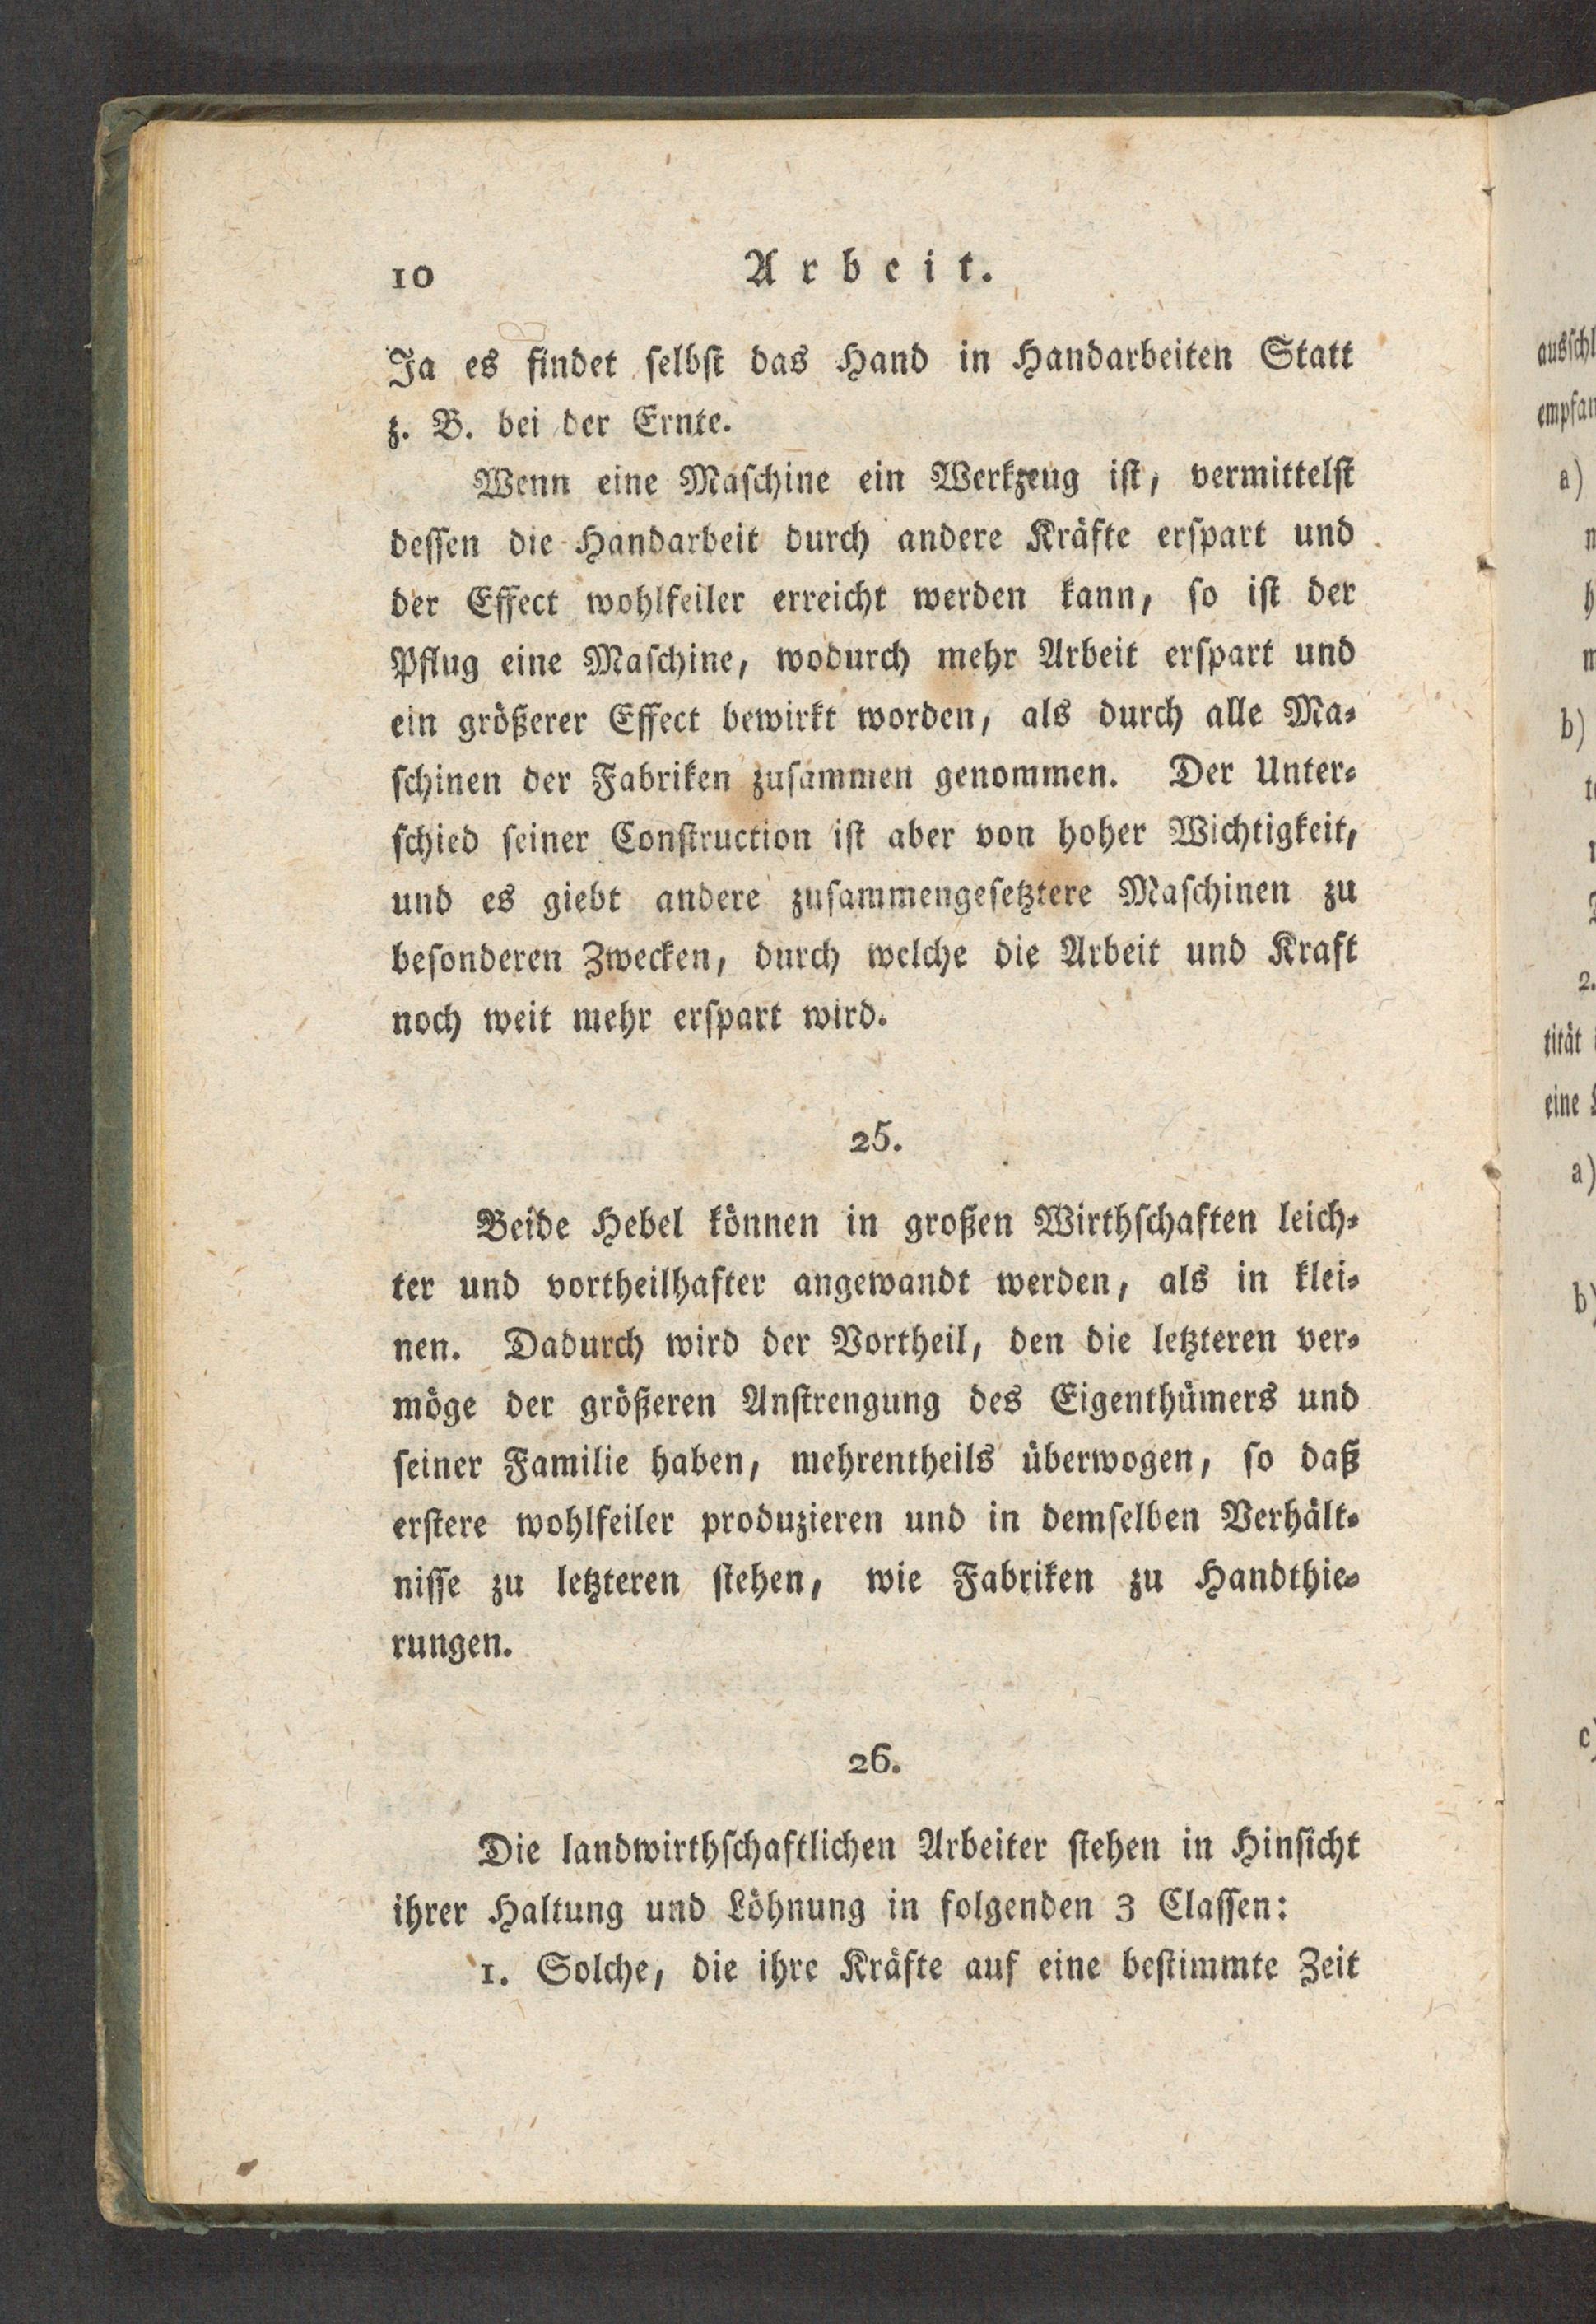 10 Arbeit.
Ja es findet ſelbſt das Hand in Handarbeiten Statt
z. B. bei der Ernte.
Wenn eine Maſchine ein Werkzeug iſt, vermittelſt
deſſen die Handarbeit durch andere Kräfte erſpart und
der Effect wohlfeiler erreicht werden kann, ſo iſt der
Pflug eine Maſchine, wodurch mehr Arbeit erſpart und
ein größerer Effect bewirkt worden, als durch alle Ma⸗
ſchinen der Fabriken zuſammen genommen. Der Unter⸗
ſchied ſeiner Conſtruction iſt aber von hoher Wichtigkeit,
und es giebt andere zuſammengeſetztere Maſchinen zu
beſonderen Zwecken, durch welche die Arbeit und Kraft
noch weit mehr erſpart wird.
25.
Beide Hebel können in großen Wirthſchaften leich⸗
ter und vortheilhafter angewandt werden, als in klei⸗
nen. Dadurch wird der Vortheil, den die letzteren ver⸗
möge der größeren Anſtrengung des Eigenthümers und
ſeiner Familie haben, mehrentheils überwogen, ſo daß
erſtere wohlfeiler produzieren und in demſelben Verhält⸗
niſſe zu letzteren ſtehen, wie Fabriken zu Handthie⸗
rungen.
26.
Die landwirthſchaftlichen Arbeiter ſtehen in Hinſicht
ihrer Haltung und Löhnung in folgenden 3 Claſſen:
1. Solche, die ihre Kräfte auf eine beſtimmte Zeit
ausſchl
empfan
a)
b)
2.
tität
eine
a)
b)
c)